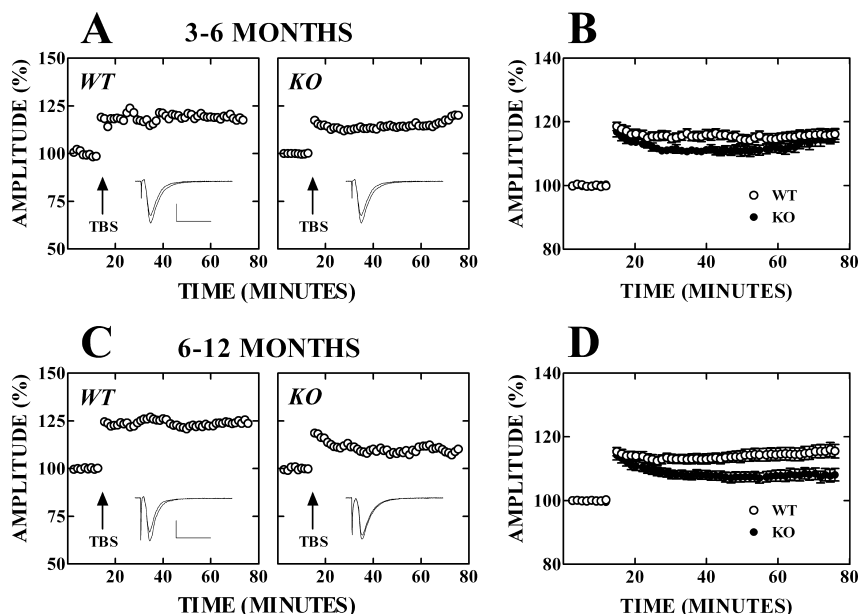 A 3-6 MONTHS B
AMPLITUDE (%)
150
125
100
75
50
WT
TBS
20 40 60 80
KO
TBS
20 40 60 80
TIME (MINUTES)
AMPLITUDE (%)
140
120
100
80
WT
KO
20 40 60 80
TIME (MINUTES)
C 6-12 MONTHS D
AMPLITUDE (%)
150
125
100
75
50
WT
TBS
20 40 60 80
KO
TBS
20 40 60 80
TIME (MINUTES)
AMPLITUDE (%)
140
120
100
80
WT
KO
20 40 60 80
TIME (MINUTES)